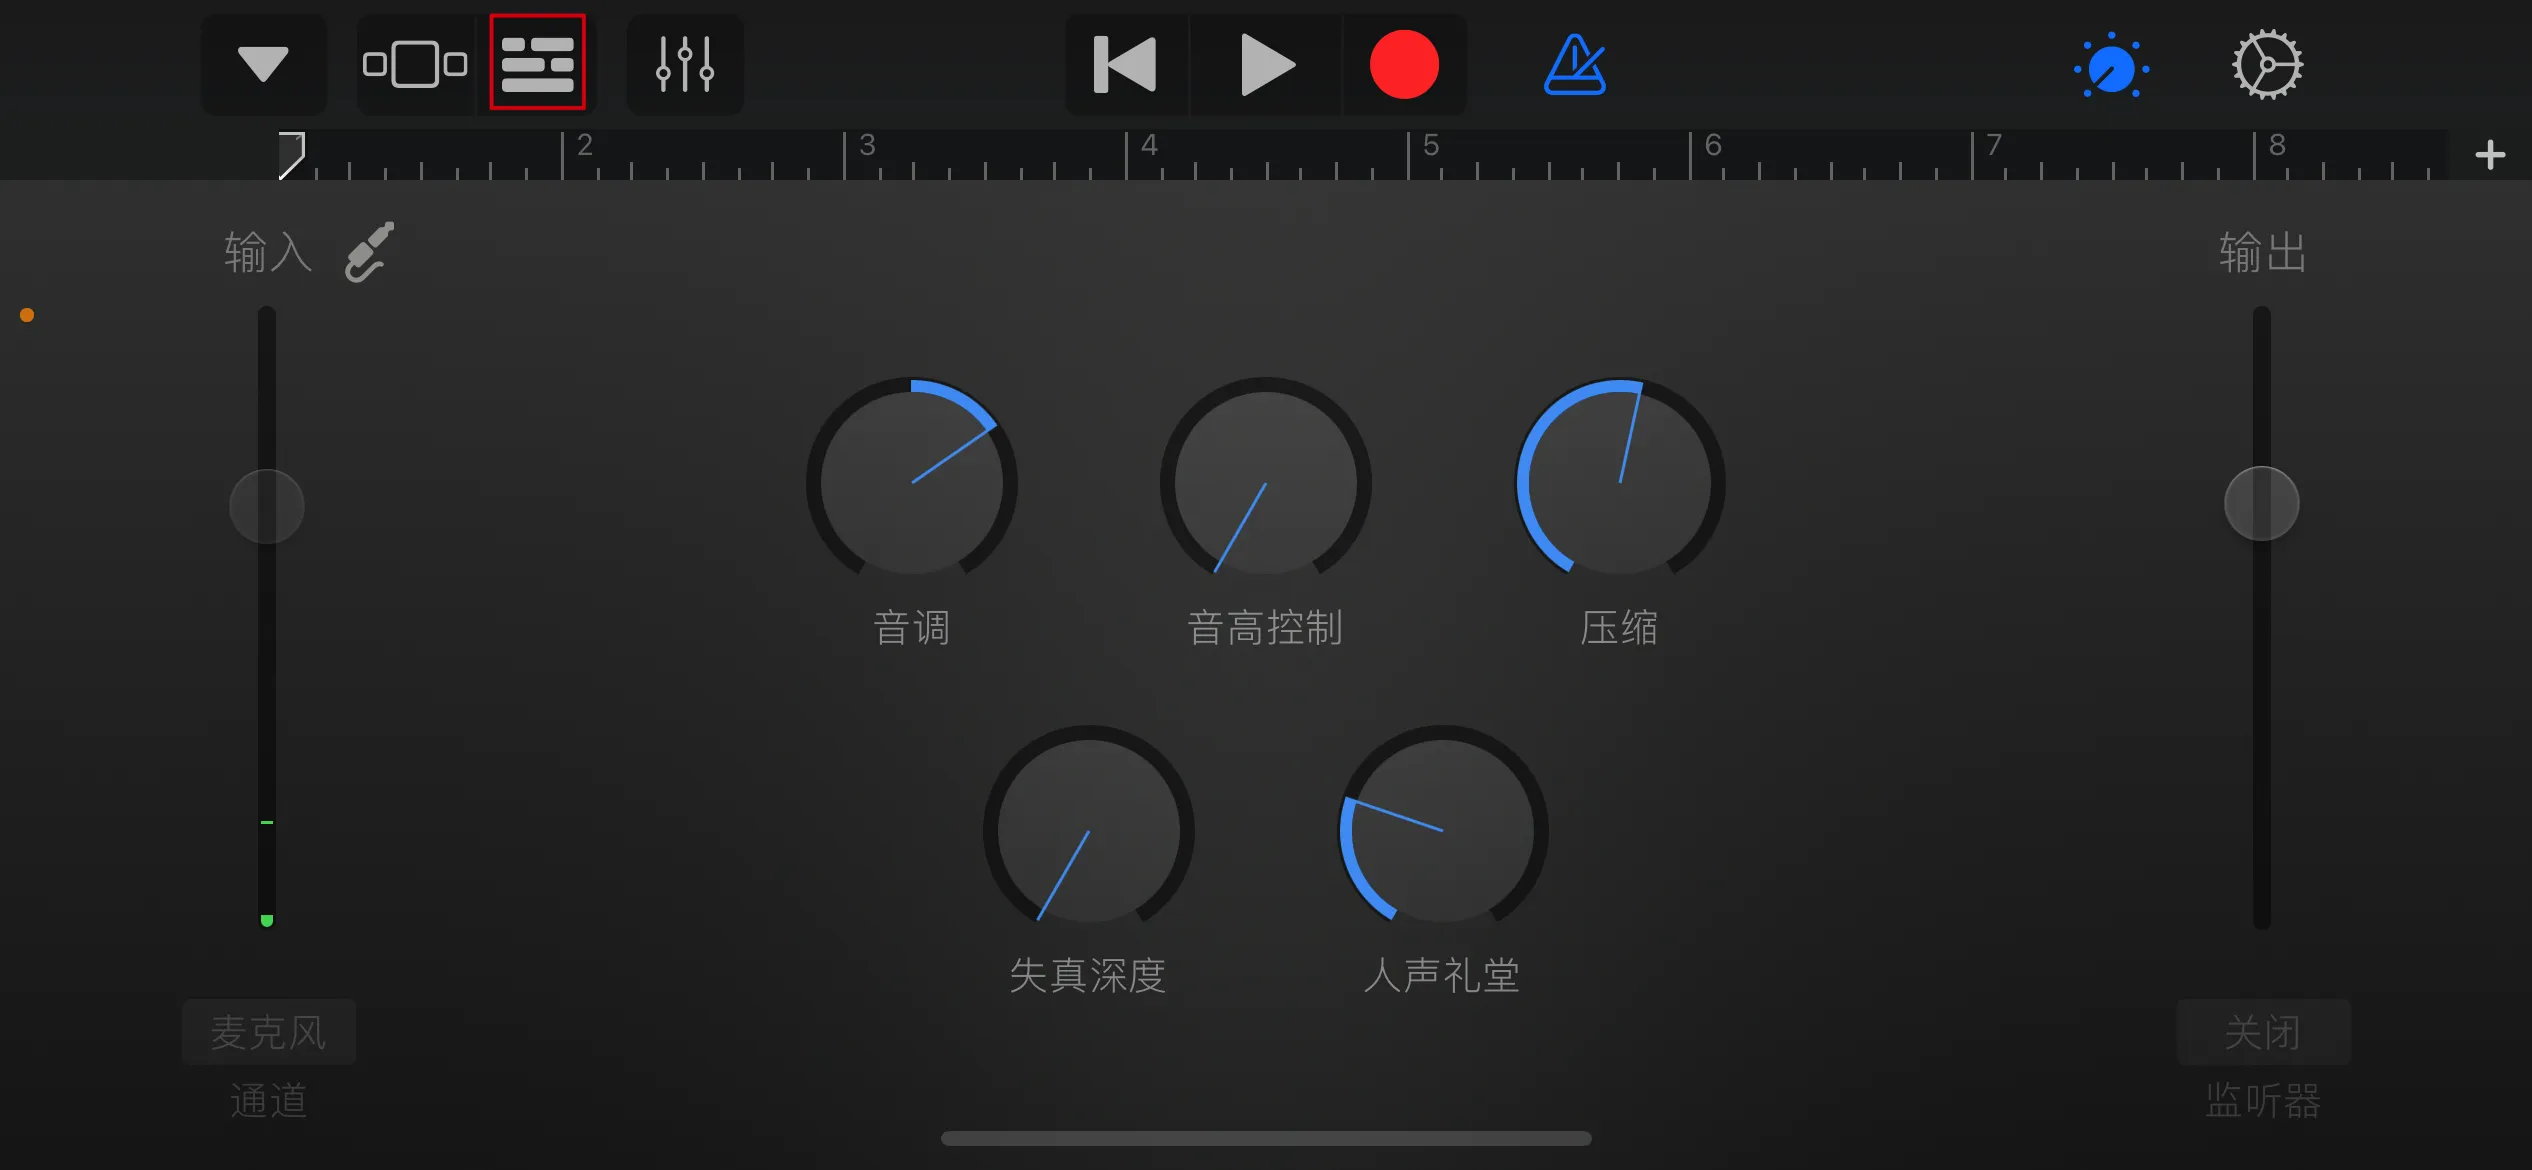 2 3 4 5 6 7 8
输入
输出
音调 音高控制 压缩
失真深度 人声礼堂
麦克风 关闭
通道 监听器